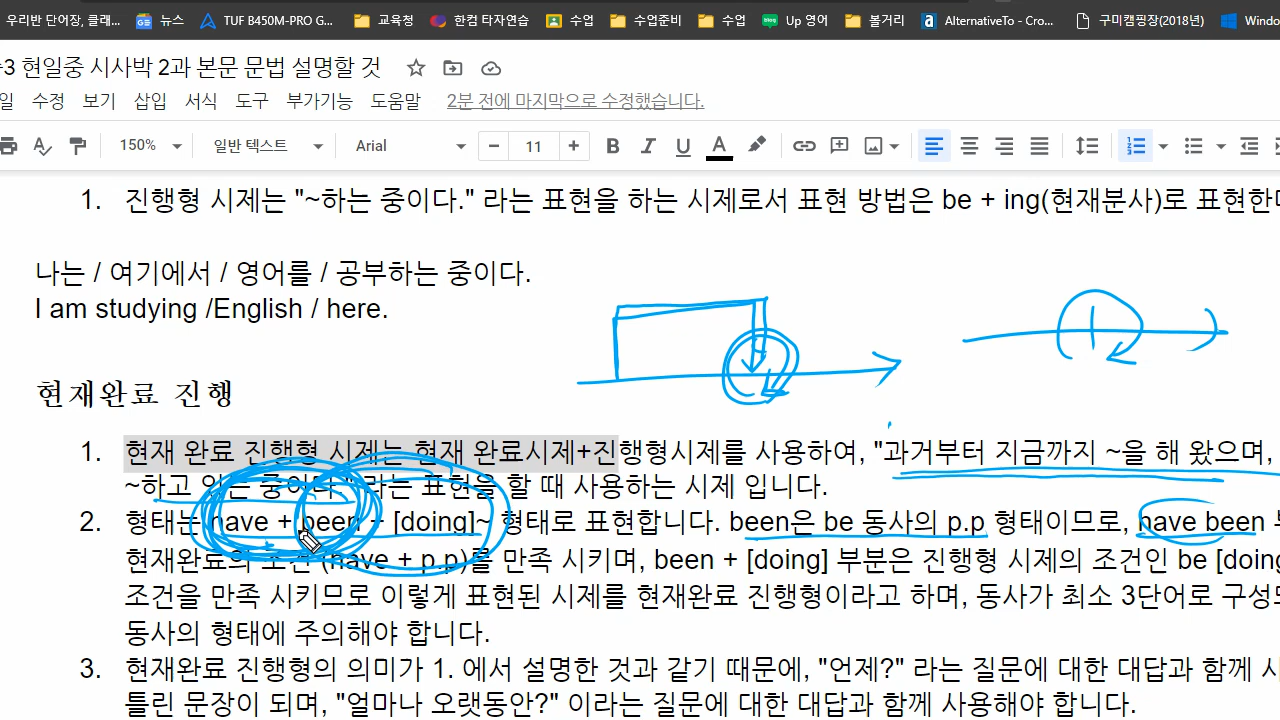 우리반 단어장, 클래... 뉴스 TUF B450M-PRO G... 교육청 한컴 타자연습 수업 수업준비 수업 Up 영어 볼거리 AlternativeTo - Cro... 구미캠핑장(2018년) Windo
3 현일중 시사박 2과 본문 문법 설명할 것
일 수정 보기 삽입 서식 도구 부가기능 도움말 2분 전에 마지막으로 수정했습니다.
150% 일반 텍스트 Arial 11 B I U A
1. 진행형 시제는 "~하는 중이다." 라는 표현을 하는 시제로서 표현 방법은 be + ing(현재분사)로 표현한다
나는 / 여기에서 / 영어를 / 공부하는 중이다.
I am studying /English / here.
현재완료 진행
1. 현재 완료 진행형 시제는 현재 완료시제+진행형시제를 사용하여, "과거부터 지금까지 ~을 해 왔으며,
~하고 있는 중이다." 라는 표현을 할 때 사용하는 시제 입니다.
2. 형태는 have + been + [doing]~ 형태로 표현합니다. been은 be 동사의 p.p 형태이므로, have been
현재완료의 조건 (have + p.p)를 만족 시키며, been + [doing] 부분은 진행형 시제의 조건인 be [doing
조건을 만족 시키므로 이렇게 표현된 시제를 현재완료 진행형이라고 하며, 동사가 최소 3단어로 구성되
동사의 형태에 주의해야 합니다.
3. 현재완료 진행형의 의미가 1. 에서 설명한 것과 같기 때문에, "언제?" 라는 질문에 대한 대답과 함께 사
틀린 문장이 되며, "얼마나 오랫동안?" 이라는 질문에 대한 대답과 함께 사용해야 합니다.